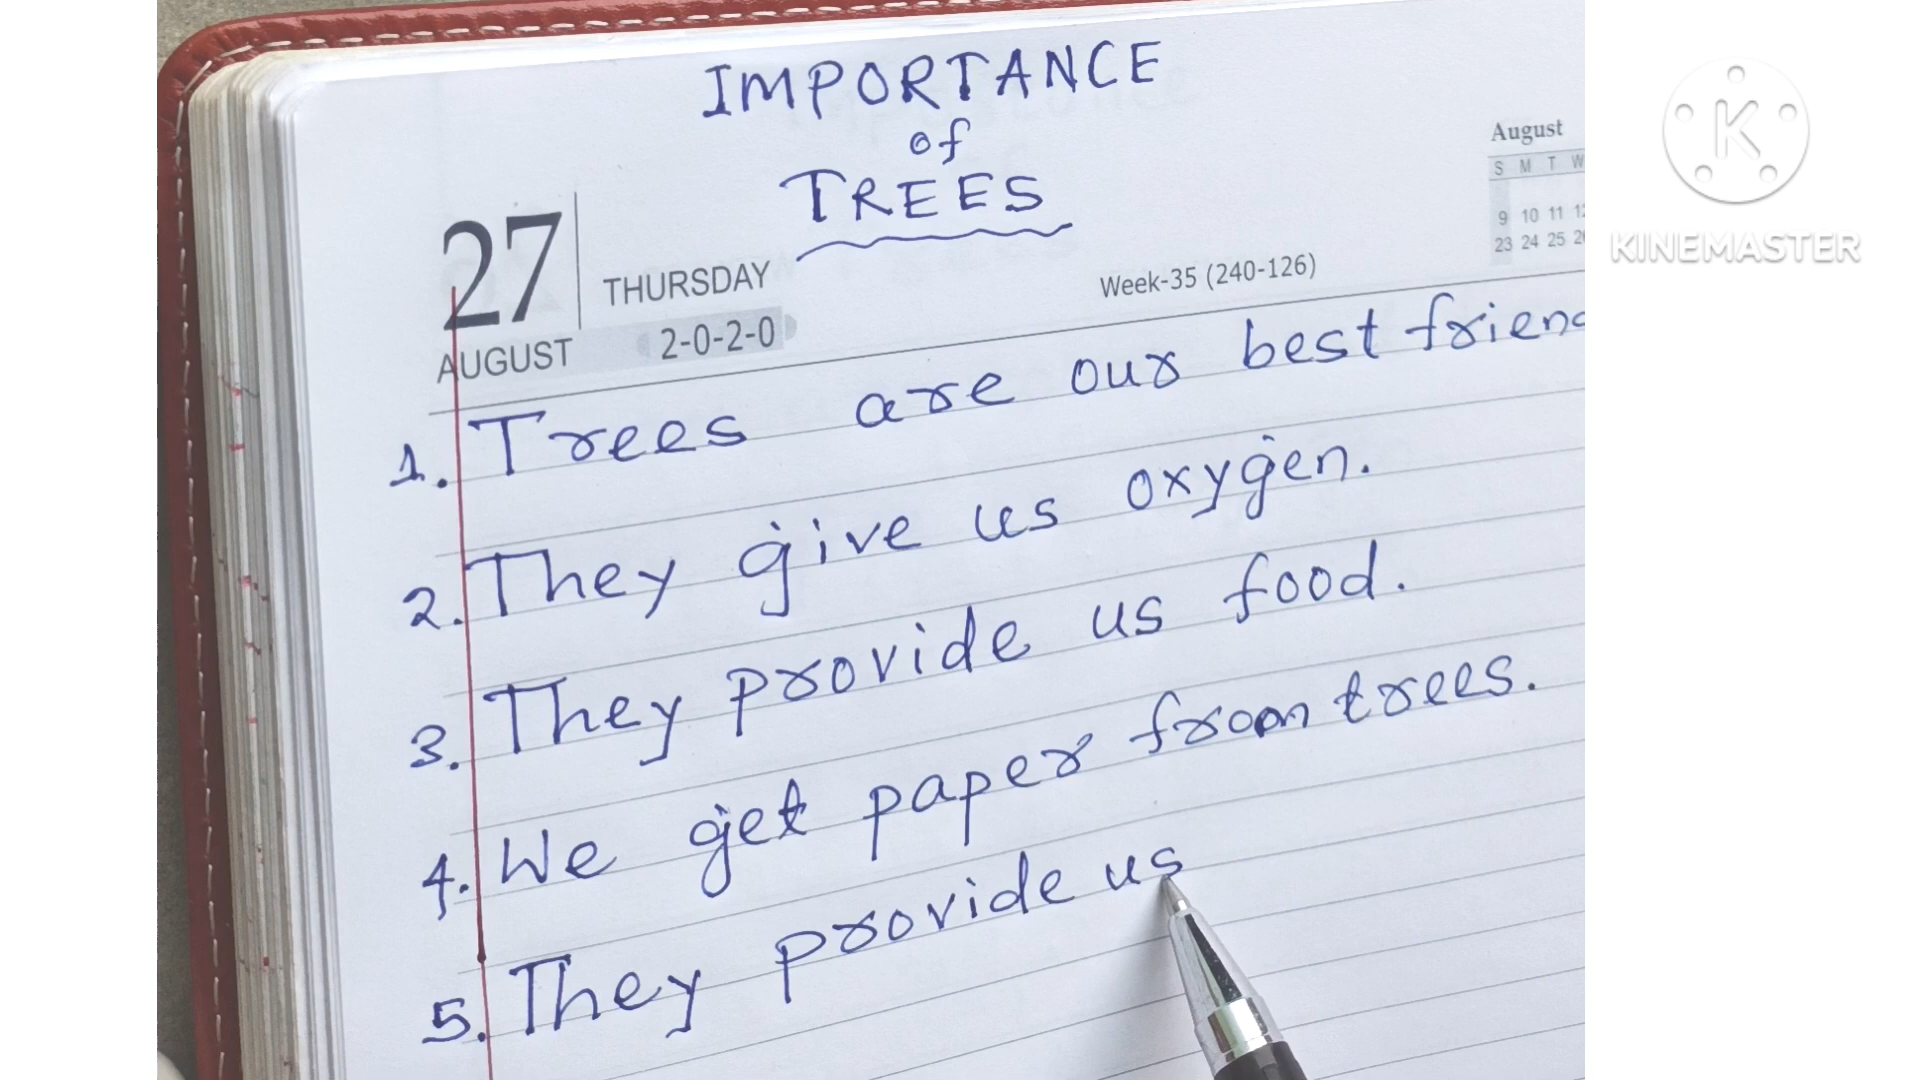 IMPORTANCE
of
TREES
27
THURSDAY
AUGUST
2-0-2-0
Week-35 (240-126)
August
S M T W
9 10 11 12
23 24 25 26
1. Trees are our best
2. They give us oxygen.
3. They provide us food.
4. We get paper from trees.
5. They provide us
K
KINEMASTER